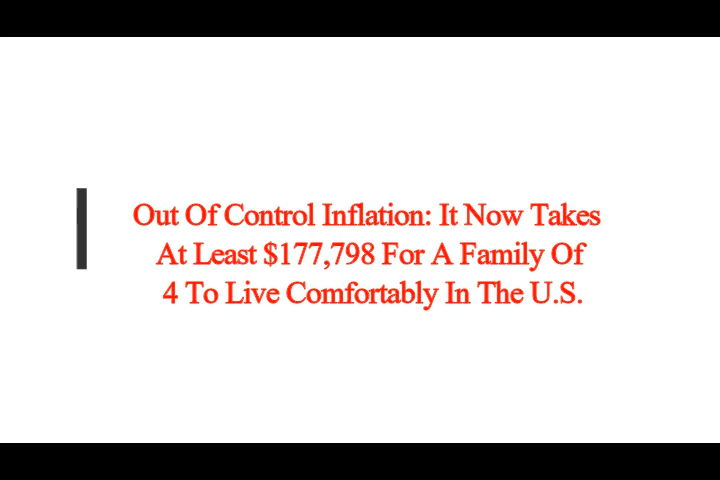 Out Of Control Inflation: It Now Takes
At Least $177,798 For A Family Of
4 To Live Comfortably In The U.S.